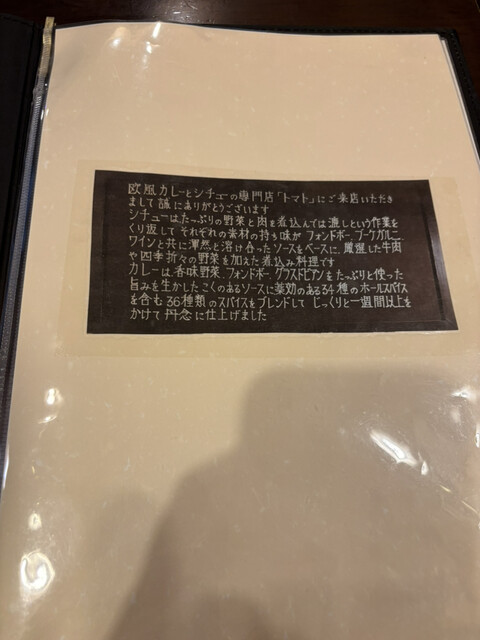 欧風カレーとシチューの専門店「トマト」にご来店いただき
まして誠にありがとうございます
シチューはたっぷりの野菜と肉を煮込んでは漉しという作業を
くり返して それぞれの素材の持ち味が フォンドボー ブーケガルニ
ワインと共に渾然と溶け合ったソースをベースに、厳選した牛肉
や四季折々の野菜を加えた煮込み料理です
カレーは香味野菜、フォンドボー、グラスドビアンをたっぷりと使った
旨みを生かしたこくのあるソースに薬効のある34種のホールスパイス
を含む36種類のスパイスをブレンドして じっくりと一週間以上を
かけて丹念に仕上げました